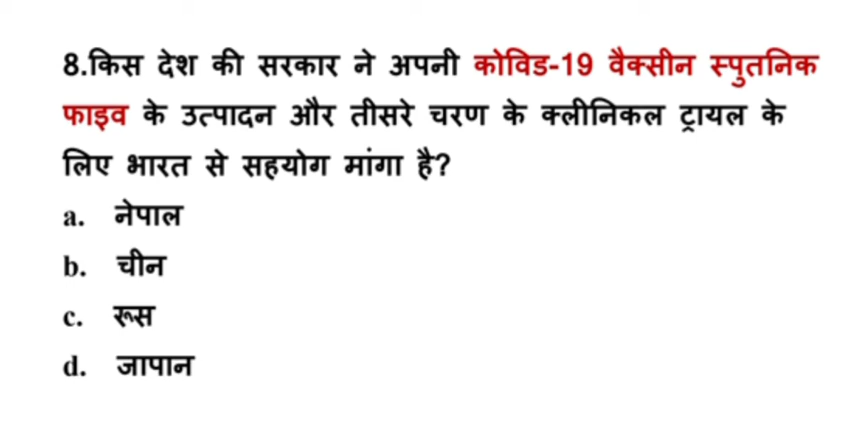 8.किस देश की सरकार ने अपनी कोविड-19 वैक्सीन स्पुतनिक
फाइव के उत्पादन और तीसरे चरण के क्लीनिकल ट्रायल के
लिए भारत से सहयोग मांगा है?
a. नेपाल
b. चीन
c. रूस
d. जापान